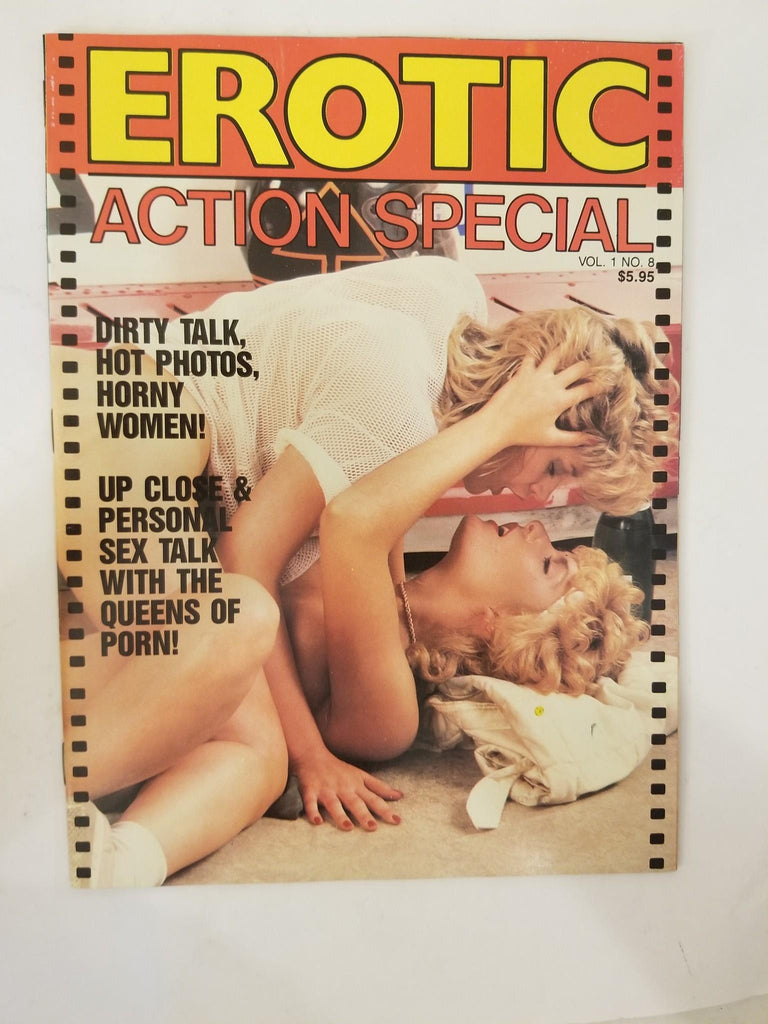 EROTIC
ACTION SPECIAL
VOL. 1 NO. 8
$5.95
DIRTY TALK,
HOT PHOTOS,
HORNY
WOMEN!
UP CLOSE &
PERSONAL
SEX TALK
WITH THE
QUEENS OF
PORN!